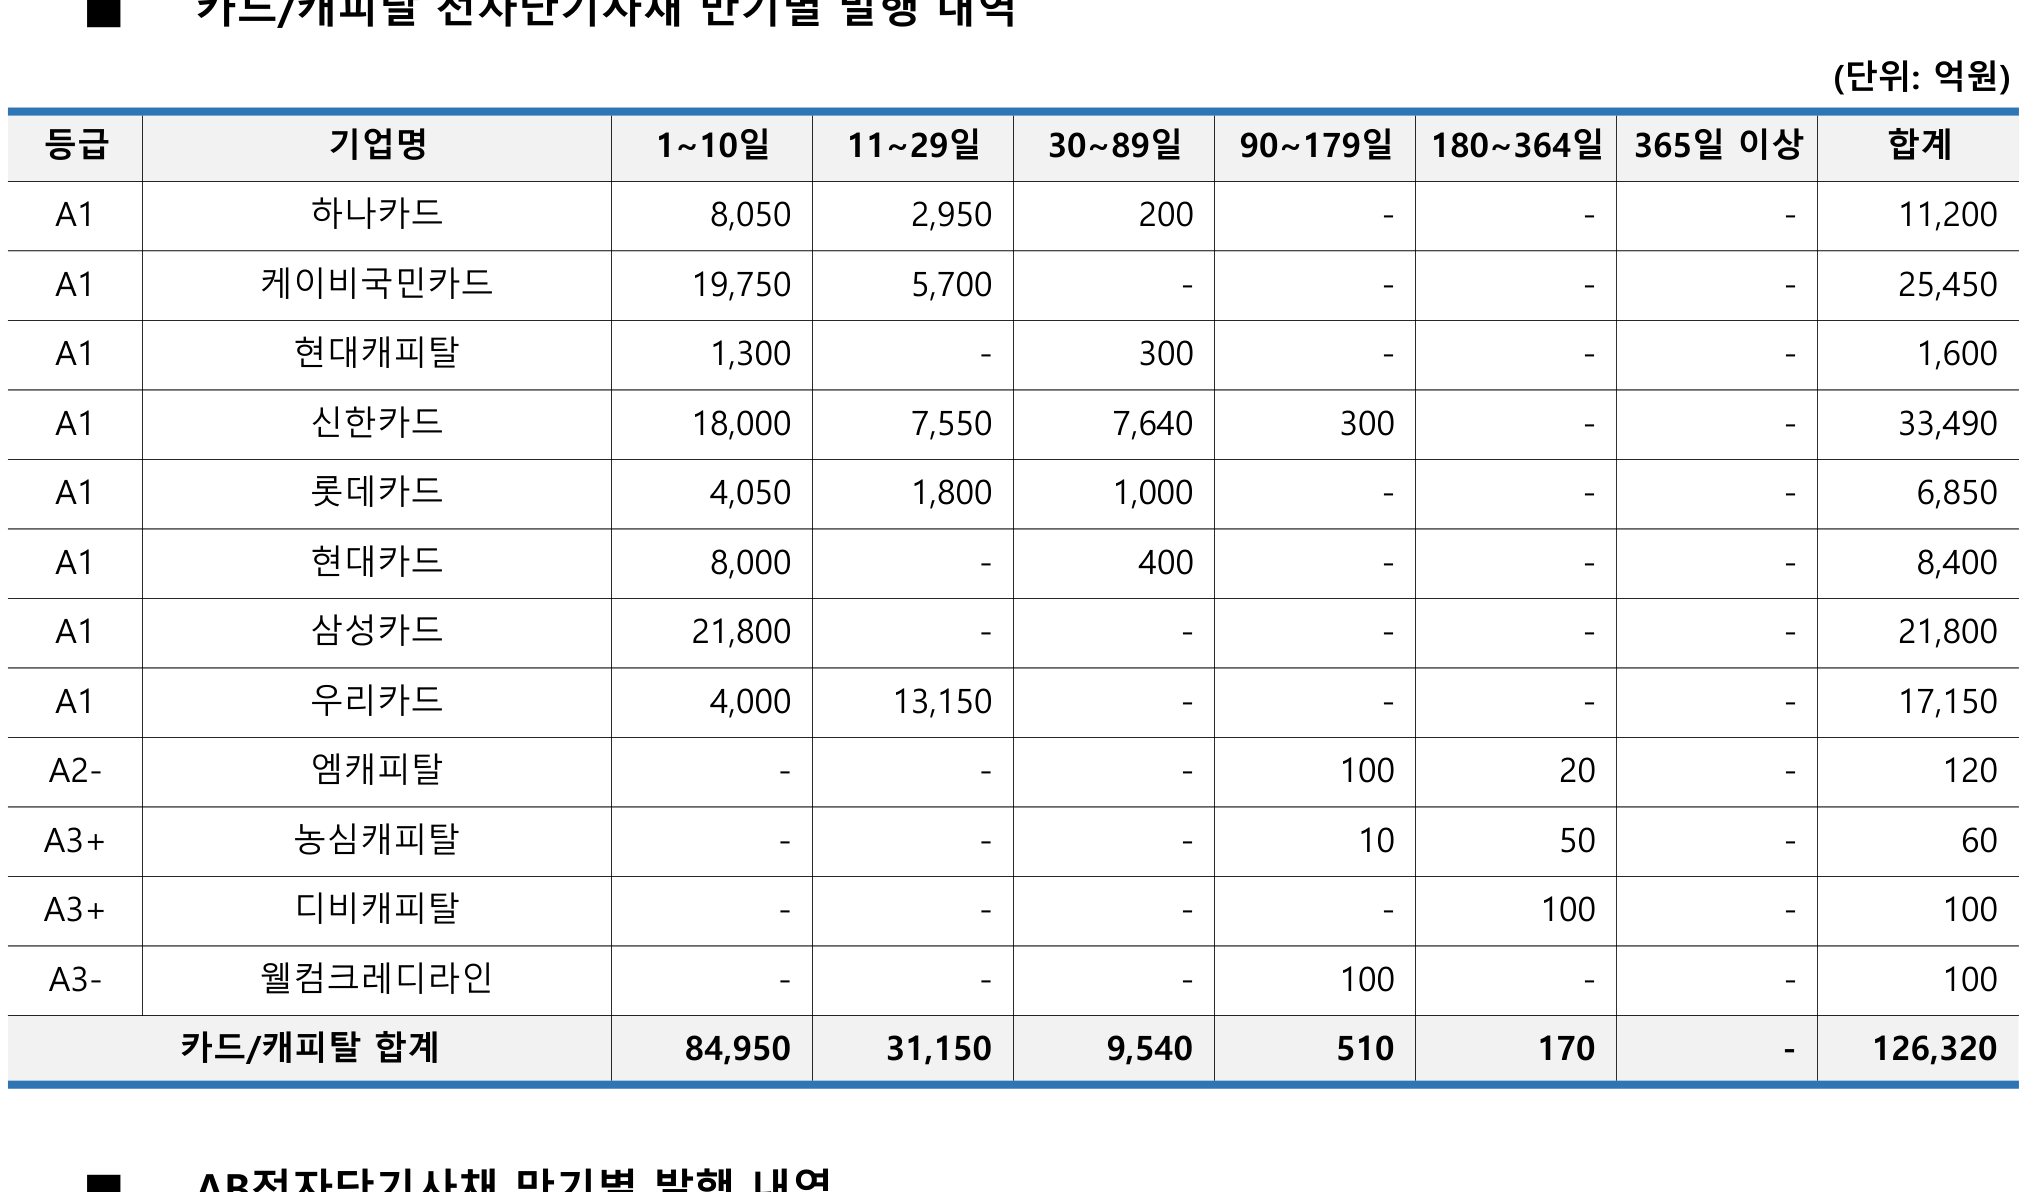 ■ 카드/캐피탈 전자단기사채 만기별 발행 내역
(단위: 억원)
등급 기업명 1~10일 11~29일 30~89일 90~179일 180~364일 365일 이상 합계
A1 하나카드 8,050 2,950 200 - - - 11,200
A1 케이비국민카드 19,750 5,700 - - - - 25,450
A1 현대캐피탈 1,300 - 300 - - - 1,600
A1 신한카드 18,000 7,550 7,640 300 - - 33,490
A1 롯데카드 4,050 1,800 1,000 - - - 6,850
A1 현대카드 8,000 - 400 - - - 8,400
A1 삼성카드 21,800 - - - - - 21,800
A1 우리카드 4,000 13,150 - - - - 17,150
A2- 엠캐피탈 - - - 100 20 - 120
A3+ 농심캐피탈 - - - 10 50 - 60
A3+ 디비캐피탈 - - - - 100 - 100
A3- 웰컴크레디라인 - - - 100 - - 100
카드/캐피탈 합계 84,950 31,150 9,540 510 170 - 126,320
■ AB전자단기사채 만기별 발행 내역